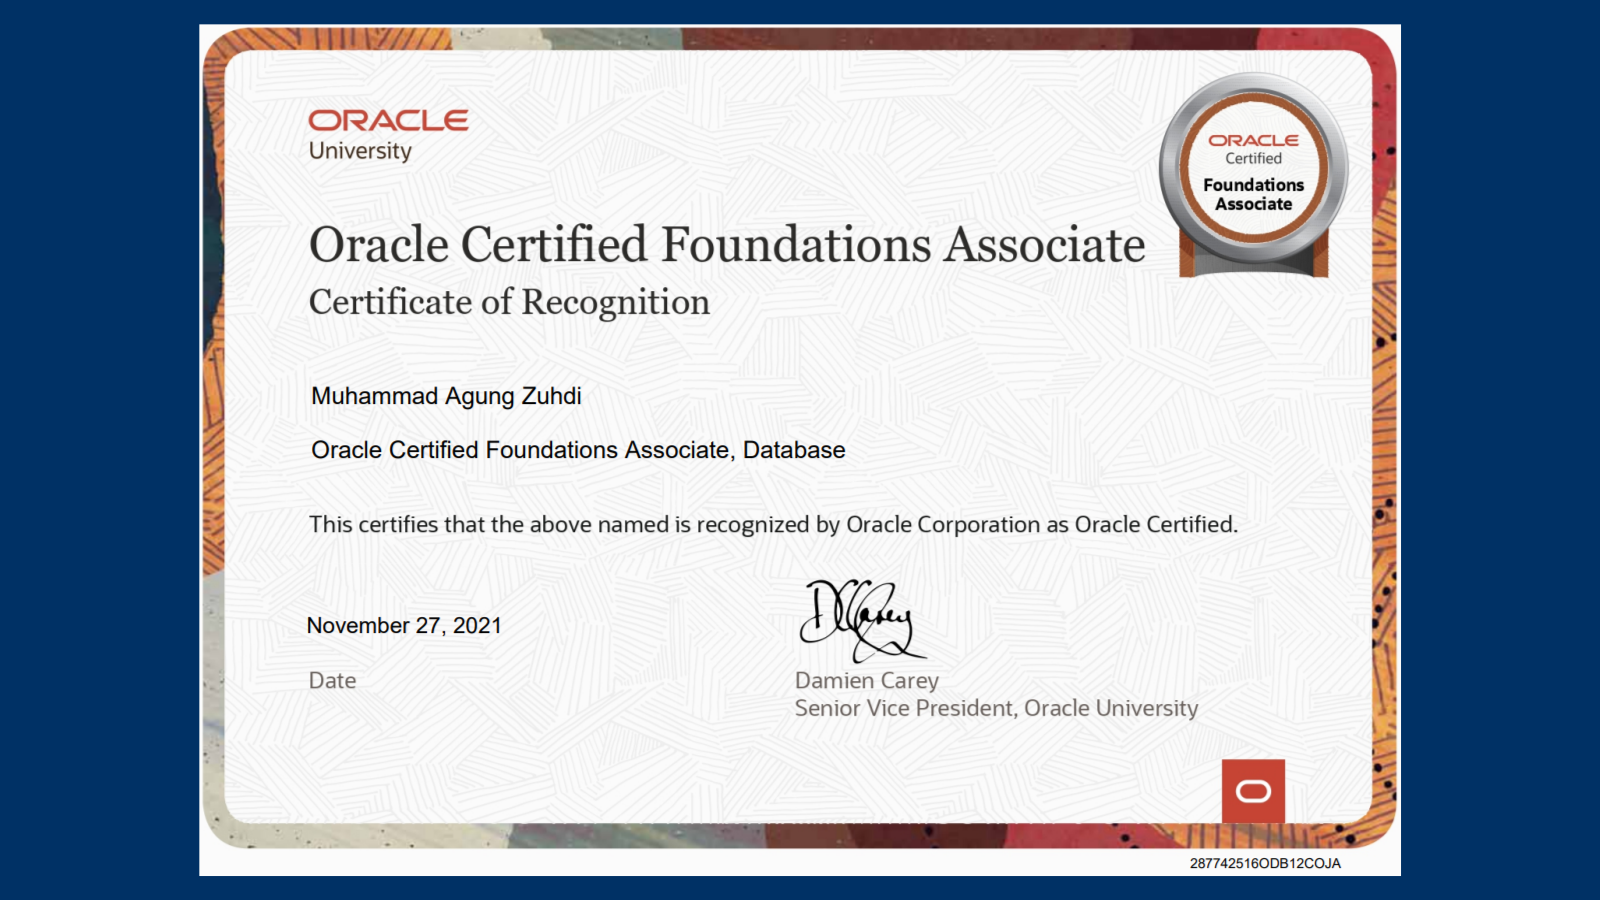 ORACLE
University
ORACLE
Certified
Foundations
Associate
Oracle Certified Foundations Associate
Certificate of Recognition
Muhammad Agung Zuhdi
Oracle Certified Foundations Associate, Database
This certifies that the above named is recognized by Oracle Corporation as Oracle Certified.
November 27, 2021
Date
DCarey
Damien Carey
Senior Vice President, Oracle University
287742516ODB12COJA